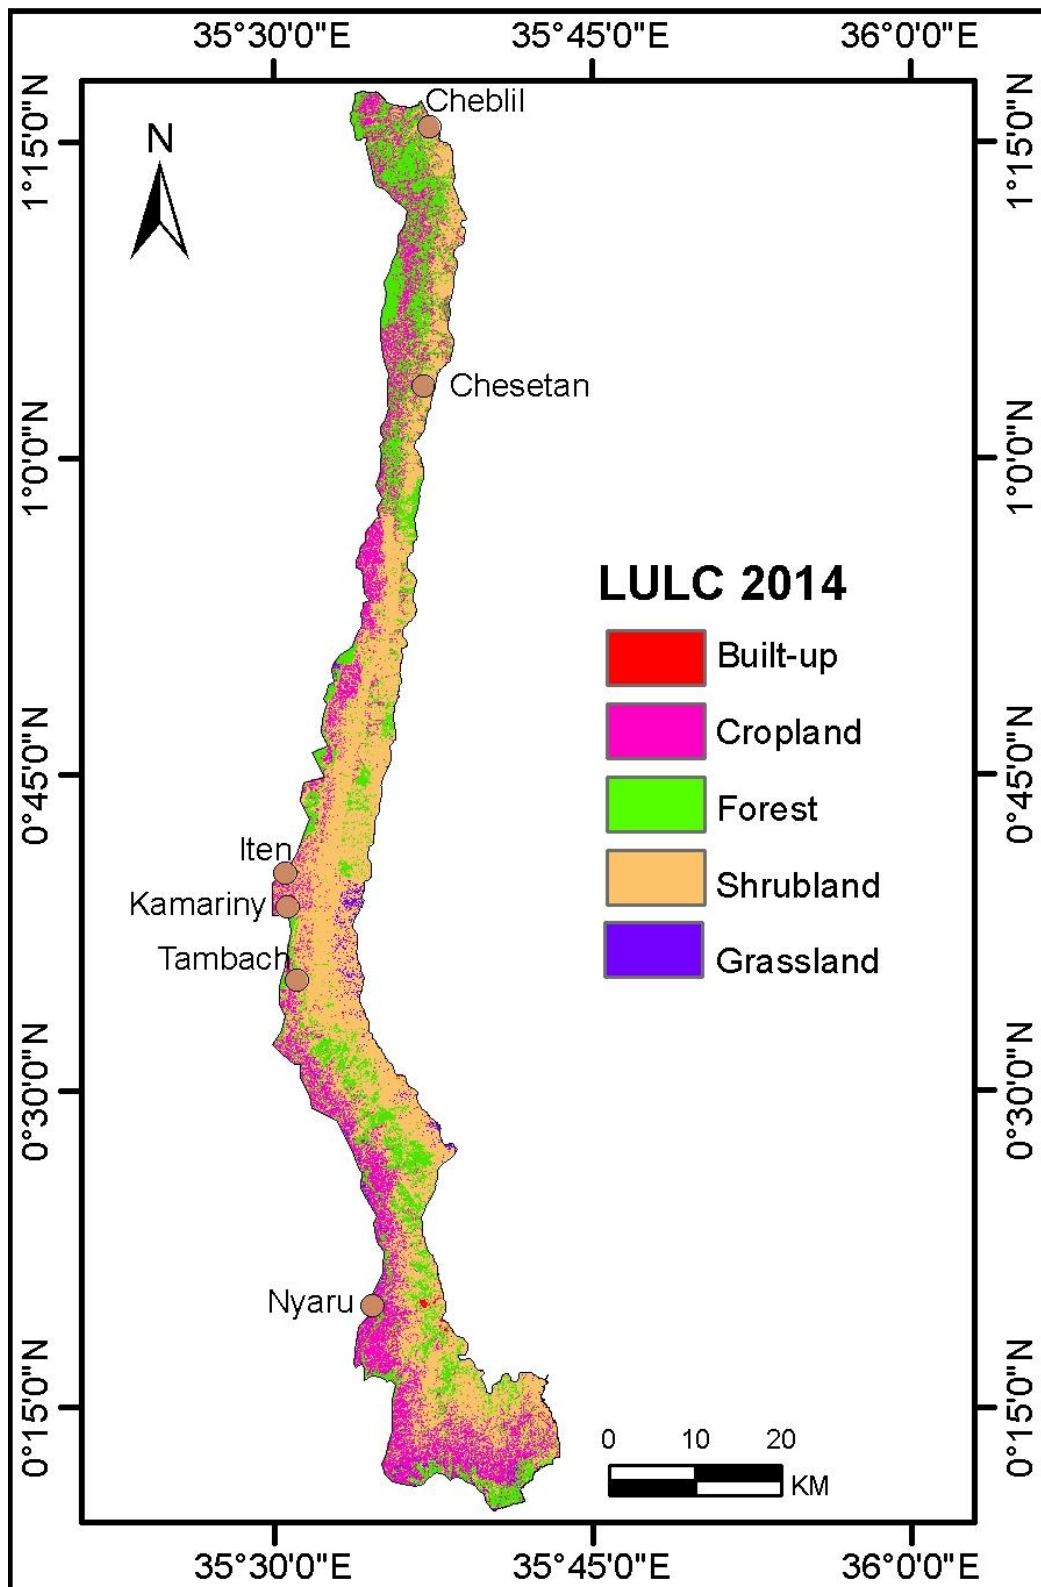 35°30'0"E 35°45'0"E 36°0'0"E
1°15'0"N
1°0'0"N
0°45'0"N
0°30'0"N
0°15'0"N
N
Cheblil
Chesetan
LULC 2014
Built-up
Cropland
Forest
Shrubland
Grassland
Iten
Kamariny
Tambach
Nyaru
0 10 20
KM
1°15'0"N
1°0'0"N
0°45'0"N
0°30'0"N
0°15'0"N
35°30'0"E 35°45'0"E 36°0'0"E